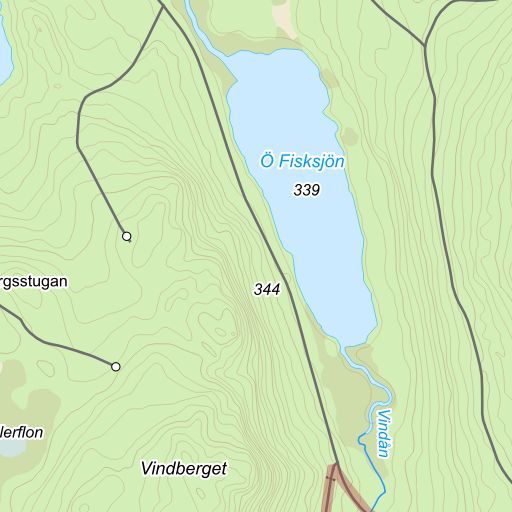 Ö Fisksjön
339
rgsstugan
344
Vindån
lerflon
Vindberget